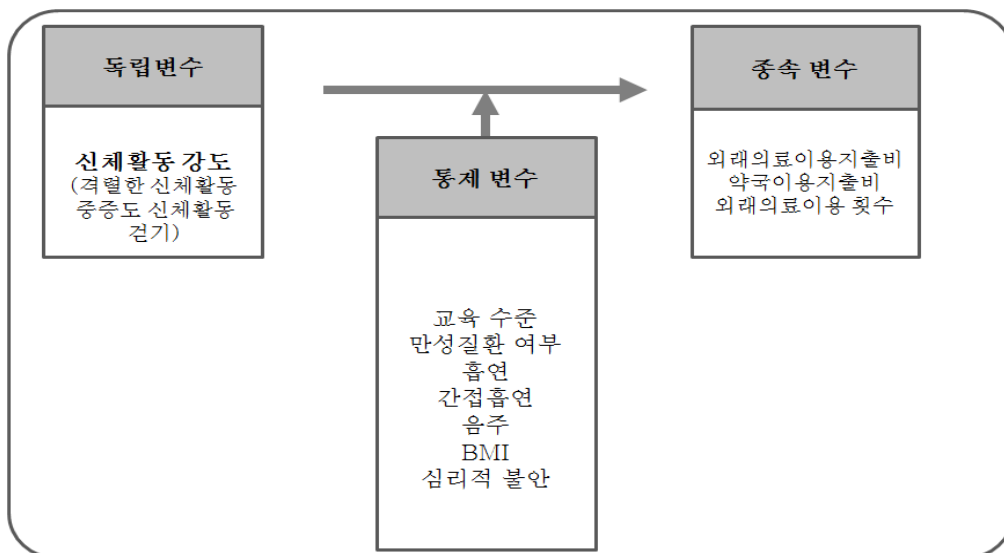 독립변수
신체활동 강도
(격렬한 신체활동
중증도 신체활동
걷기)
통제 변수
교육 수준
만성질환 여부
흡연
간접흡연
음주
BMI
심리적 불안
종속 변수
외래의료이용지출비
약국이용지출비
외래의료이용 횟수